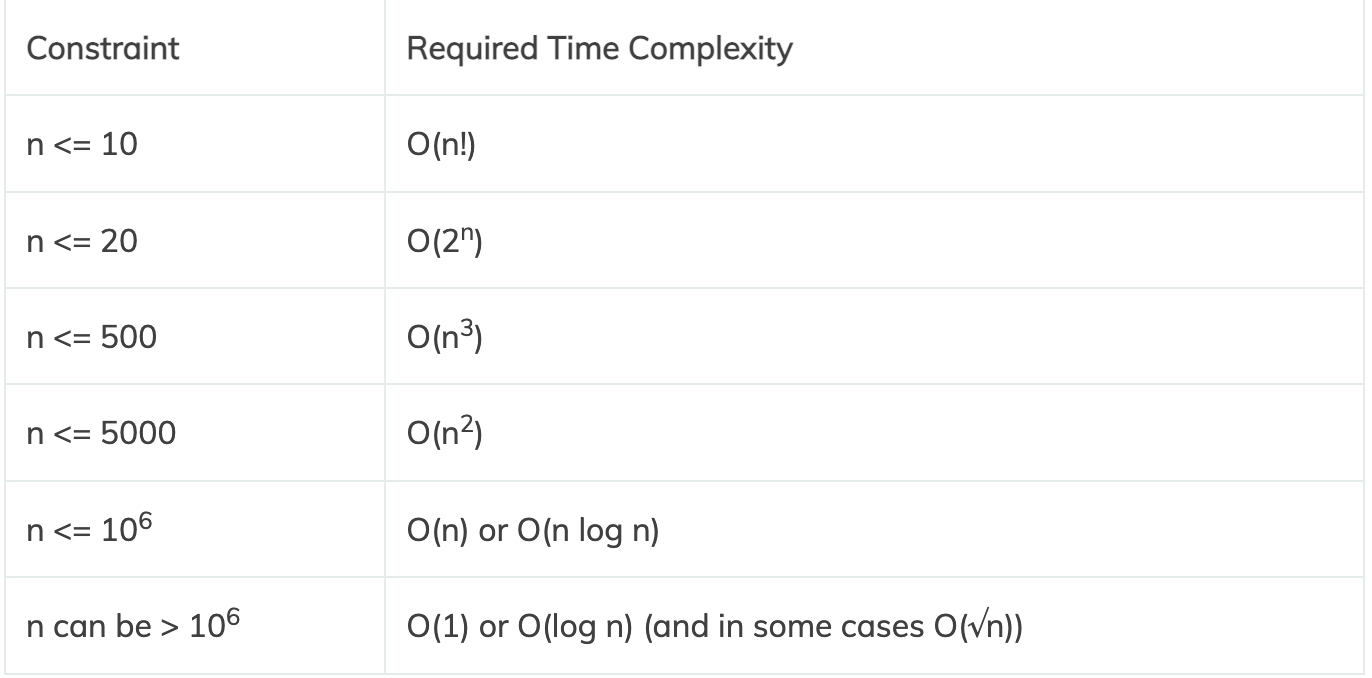 Constraint Required Time Complexity
n <= 10 O(n!)
n <= 20 O(2ⁿ)
n <= 500 O(n³)
n <= 5000 O(n²)
n <= 10⁶ O(n) or O(n log n)
n can be > 10⁶ O(1) or O(log n) (and in some cases O(√n))